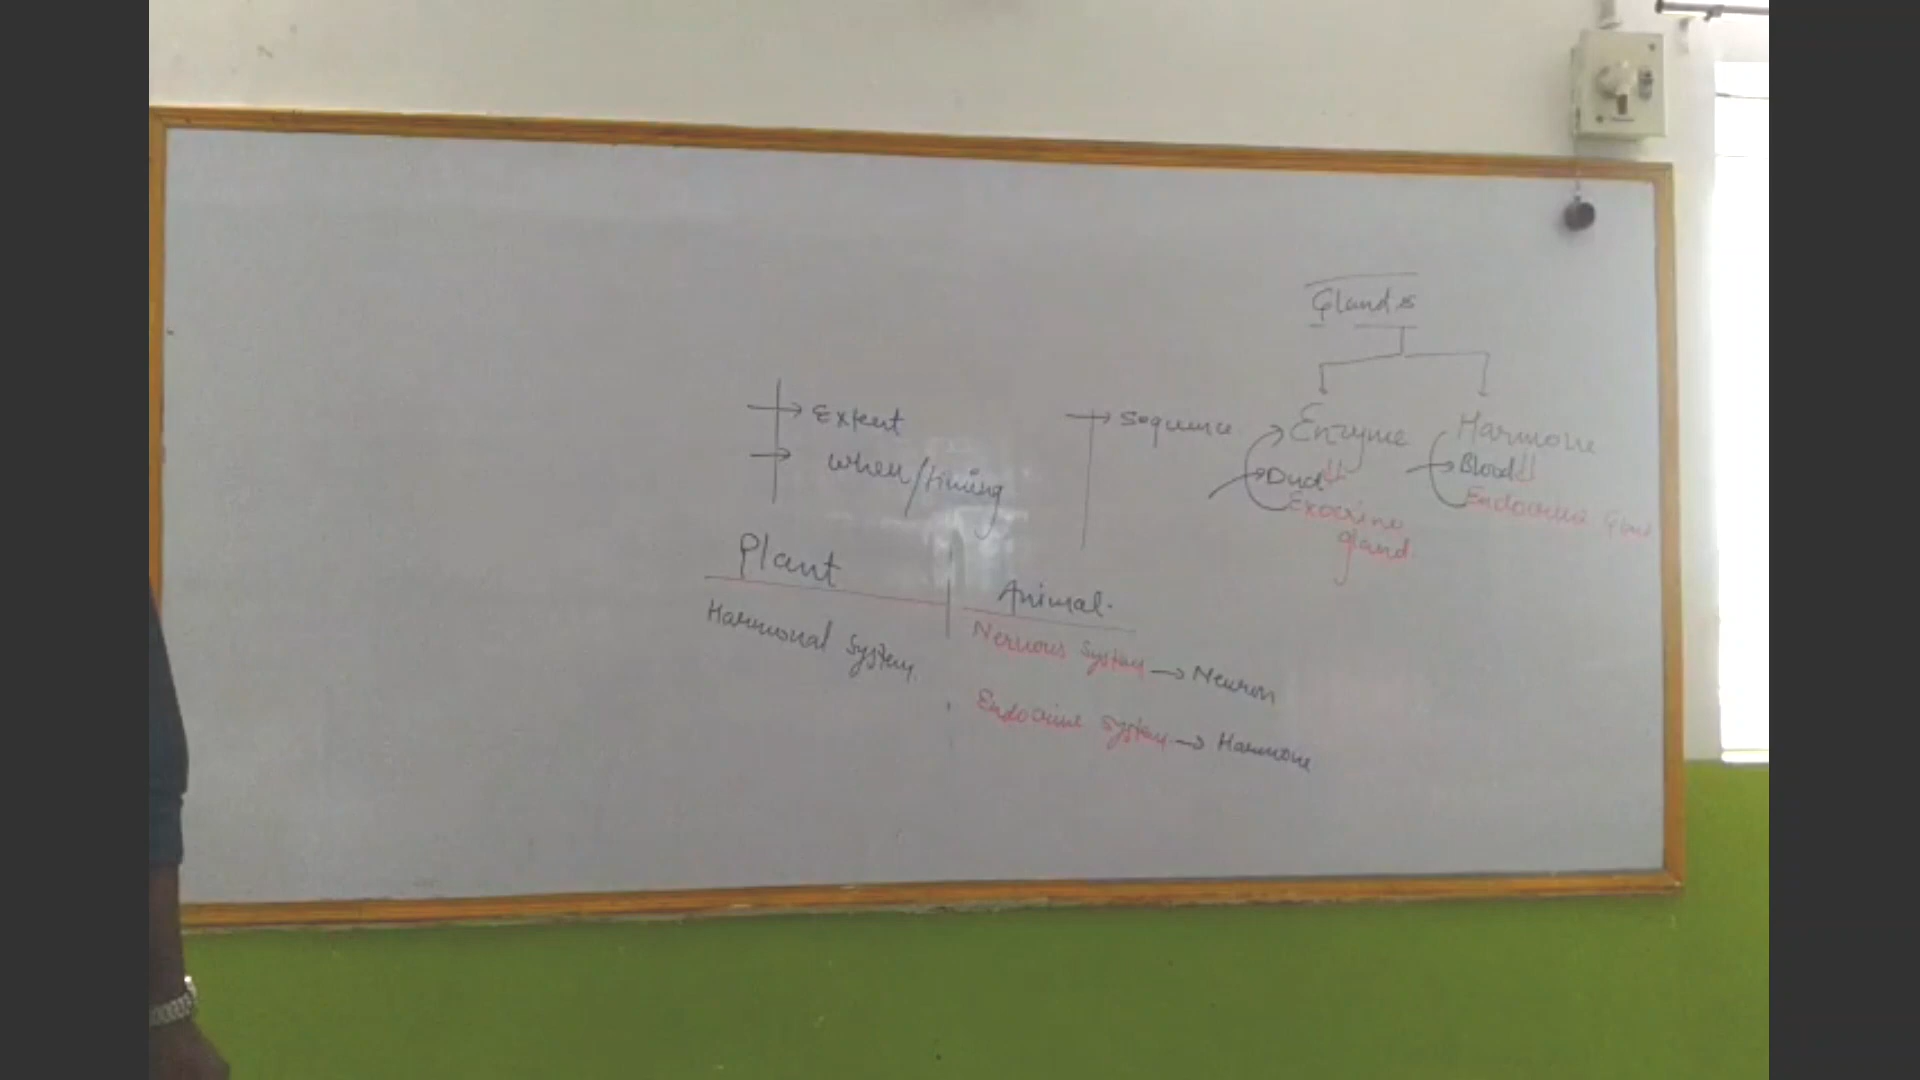 Glands
Enzyme
Harmone
Duct
Blood
Exocrine
gland
Endocrine Gland
Extent
when/timing
Sequence
Plant
Animal.
Harmonal System
Nervous System → Neuron
Endocrine System → Harmone